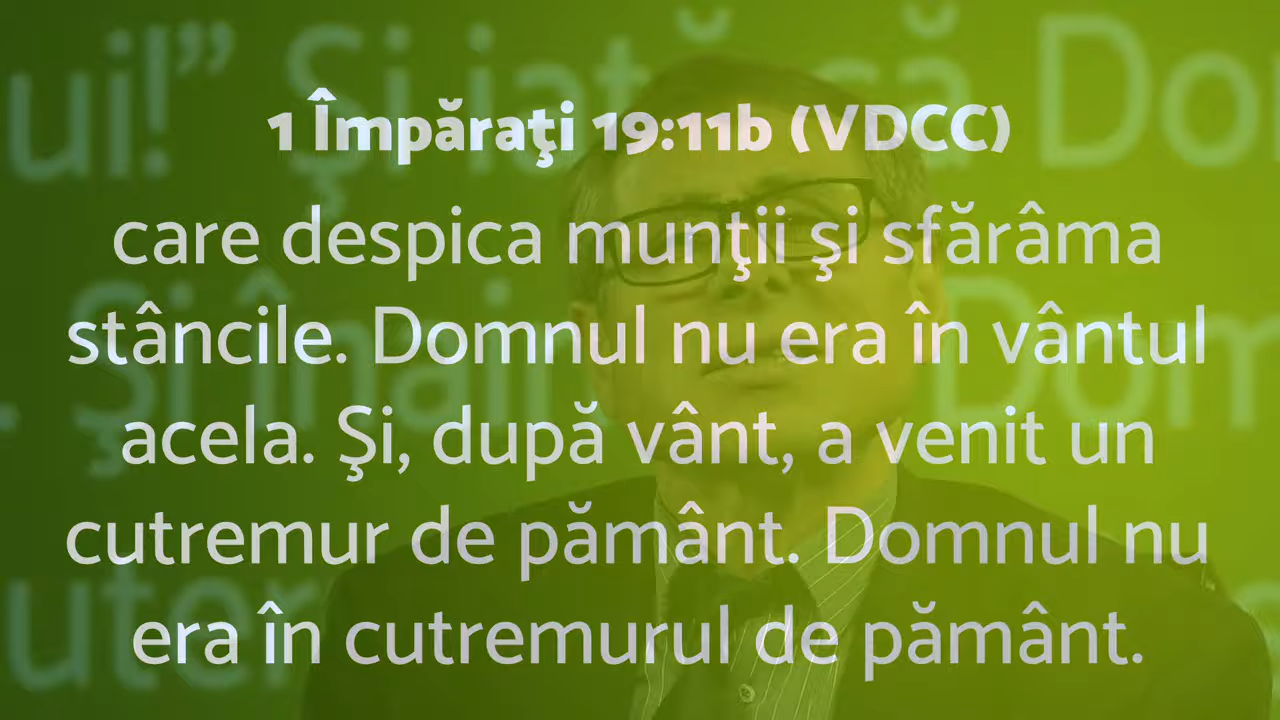 1 Împăraţi 19:11b (VDCC)
care despica munţii şi sfărâma
stâncile. Domnul nu era în vântul
acela. Şi, după vânt, a venit un
cutremur de pământ. Domnul nu
era în cutremurul de pământ.